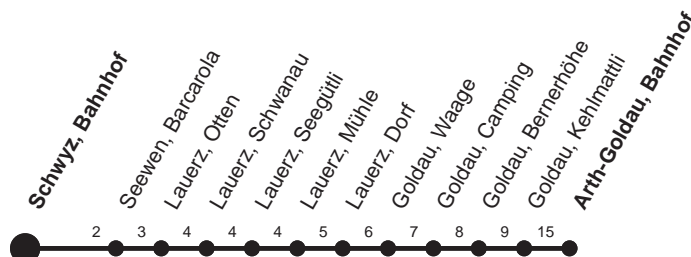 Schwyz, Bahnhof
Seewen, Barcarola
Lauerz, Otten
Lauerz, Schwanau
Lauerz, Seegütli
Lauerz, Mühle
Lauerz, Dorf
Goldau, Waage
Goldau, Camping
Goldau, Bernerhöhe
Goldau, Kehlmattli
Arth-Goldau, Bahnhof
2 3 4 4 4 5 6 7 8 9 15